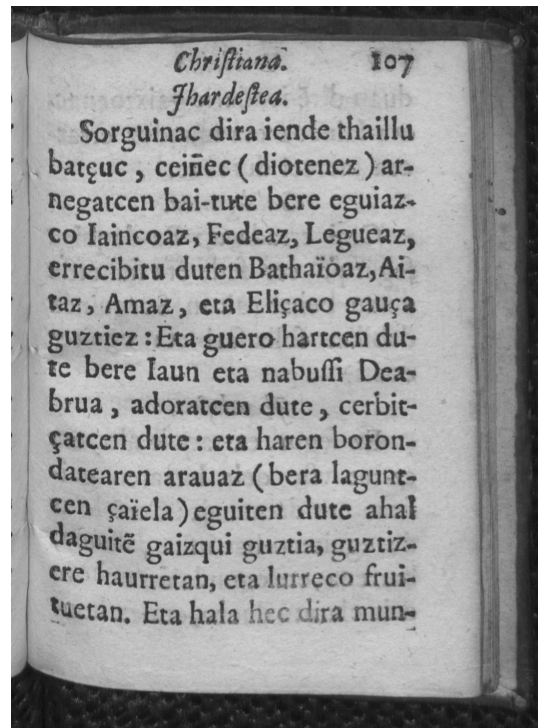 Chriſtiana. 107
Jhardeſtea.
Sorguinac dira iende thaillu
batçuc, ceiñec (diotenez) ar-
negatcen bai-tute bere eguiaz-
co Iaincoaz, Fedeaz, Legueaz,
errecibitu duten Bathaïoaz, Ai-
taz, Amaz, eta Eliçaco gauça
guztiez: Eta guero hartcen du-
te bere Iaun eta nabuſſi Dea-
brua, adoratcen dute, cerbit-
çatcen dute: eta haren boron-
datearen arauaz (bera lagunt-
cen çaïela) eguiten dute ahal
daguitẽ gaizqui guztia, guztiz-
ere haurretan, eta lurreco frui-
tuetan. Eta hala hec dira mun-